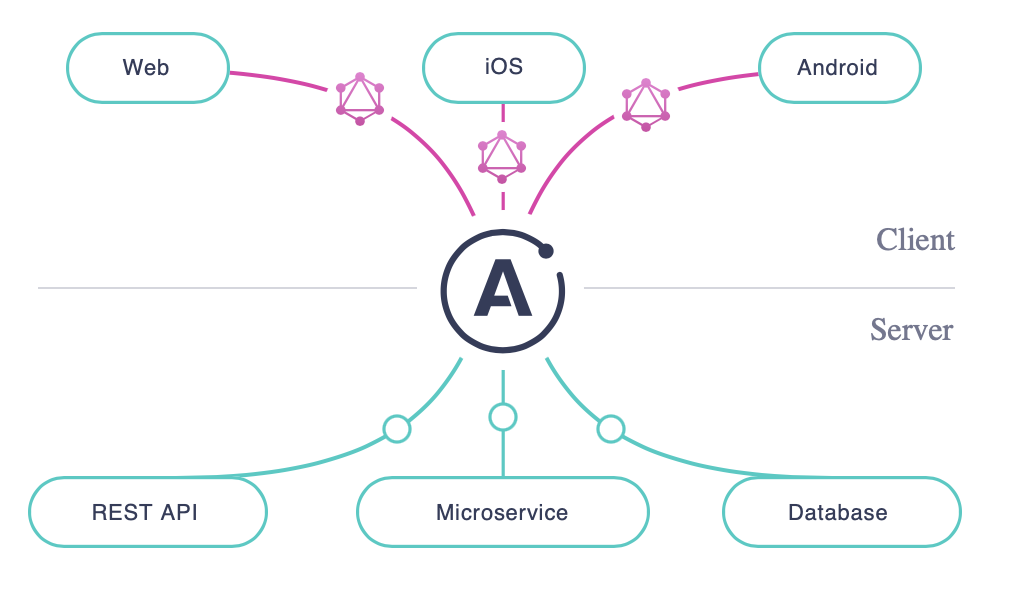 Web
iOS
Android
Client
A
Server
REST API
Microservice
Database